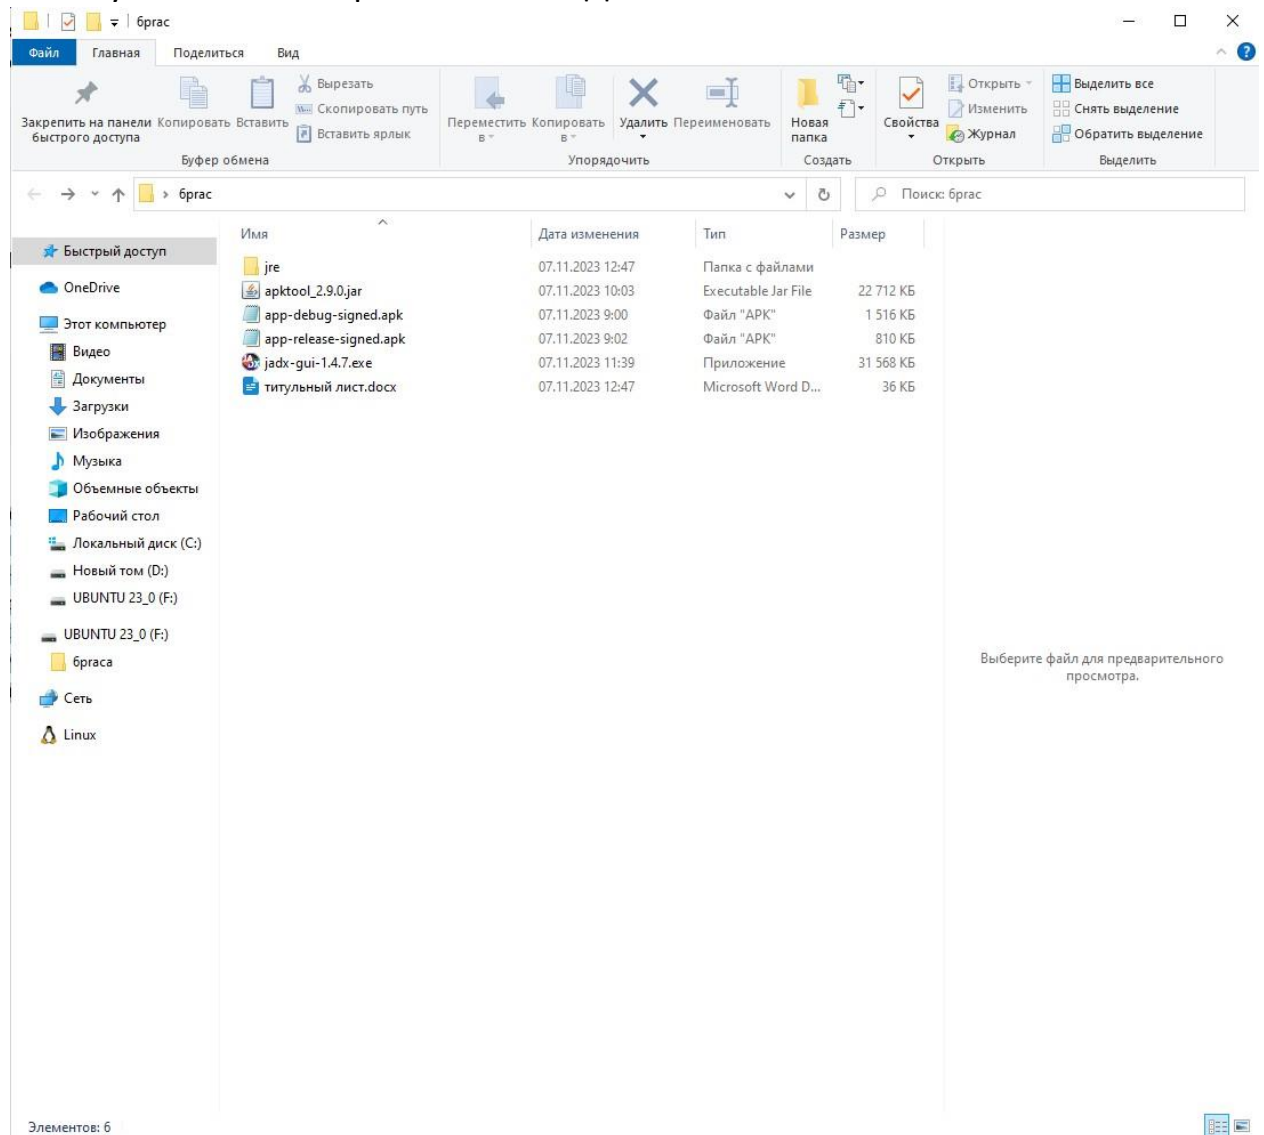 6prac
Файл Главная Поделиться Вид
Закрепить на панели быстрого доступа
Копировать
Вставить
Вырезать
Скопировать путь
Вставить ярлык
Буфер обмена
Переместить в
Копировать в
Удалить
Переименовать
Упорядочить
Новая папка
Создать
Свойства
Открыть
Изменить
Журнал
Открыть
Выделить все
Снять выделение
Обратить выделение
Выделить
6prac
Поиск: 6prac
Быстрый доступ
OneDrive
Этот компьютер
Видео
Документы
Загрузки
Изображения
Музыка
Объемные объекты
Рабочий стол
Локальный диск (C:)
Новый том (D:)
UBUNTU 23_0 (F:)
UBUNTU 23_0 (F:)
6praca
Сеть
Linux
Имя Дата изменения Тип Размер
jre 07.11.2023 12:47 Папка с файлами
apktool_2.9.0.jar 07.11.2023 10:03 Executable Jar File 22 712 КБ
app-debug-signed.apk 07.11.2023 9:00 Файл "APK" 1 516 КБ
app-release-signed.apk 07.11.2023 9:02 Файл "APK" 810 КБ
jadx-gui-1.4.7.exe 07.11.2023 11:39 Приложение 31 568 КБ
титульный лист.docx 07.11.2023 12:47 Microsoft Word D... 36 КБ
Выберите файл для предварительного
просмотра.
Элементов: 6